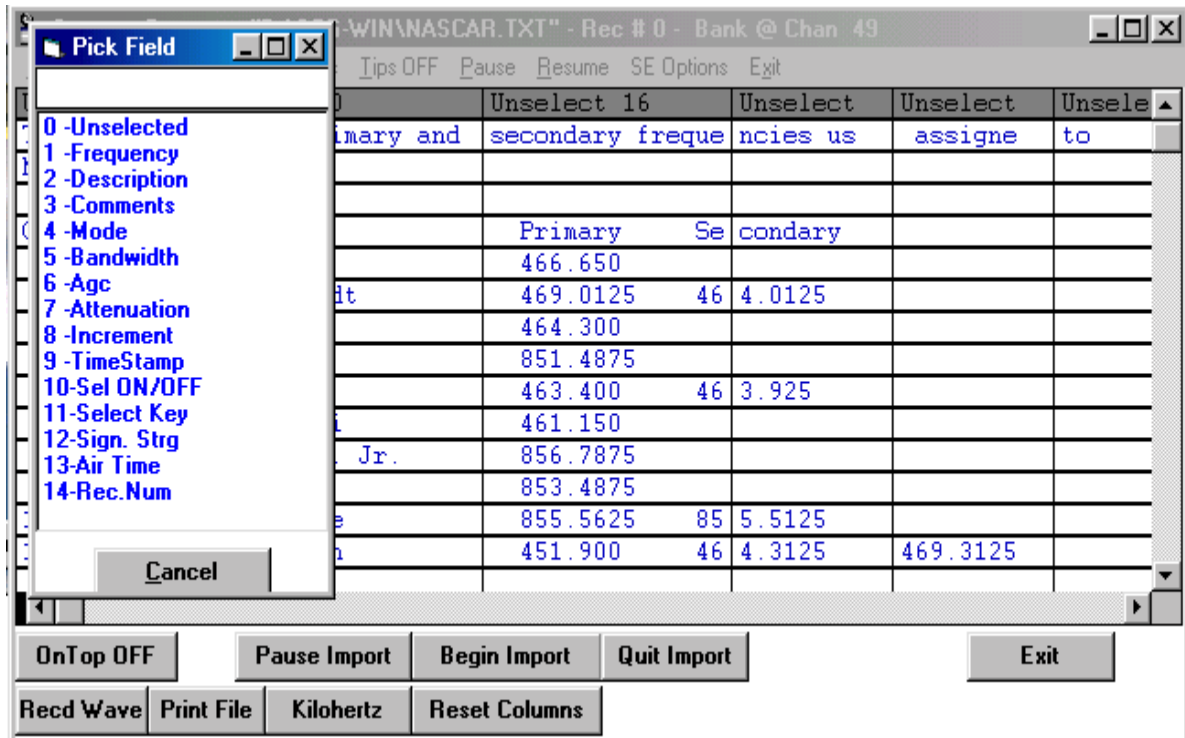 -WIN\NASCAR.TXT" - Rec # 0 - Bank @ Chan 49
Pick Field
Tips OFF Pause Resume SE Options Exit
0 -Unselected
1 -Frequency
2 -Description
3 -Comments
4 -Mode
5 -Bandwidth
6 -Agc
7 -Attenuation
8 -Increment
9 -TimeStamp
10-Sel ON/OFF
11-Select Key
12-Sign. Strg
13-Air Time
14-Rec.Num
Cancel
Unselect 16 Unselect Unselect Unsele
imary and secondary freque ncies us assigne to
Primary Se condary
466.650
dt 469.0125 46 4.0125
464.300
851.4875
463.400 46 3.925
i 461.150
. Jr. 856.7875
853.4875
e 855.5625 85 5.5125
n 451.900 46 4.3125 469.3125
OnTop OFF Pause Import Begin Import Quit Import Exit
Recd Wave Print File Kilohertz Reset Columns